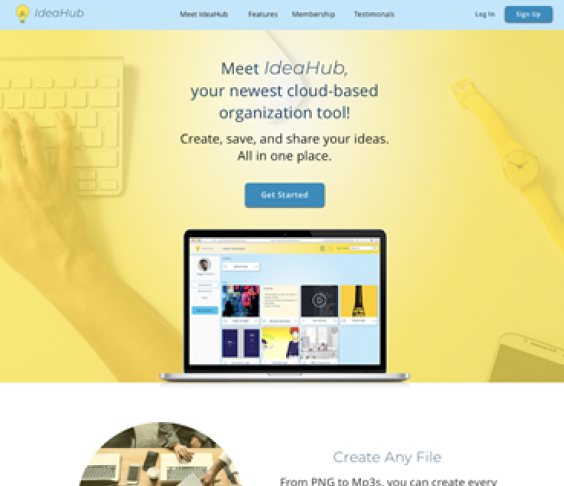 IdeaHub
Meet IdeaHub Features Membership Testimonals
Log In Sign Up
Meet IdeaHub,
your newest cloud-based
organization tool!
Create, save, and share your ideas.
All in one place.
Get Started
Create Any File
From PNG to Mp3s, you can create every